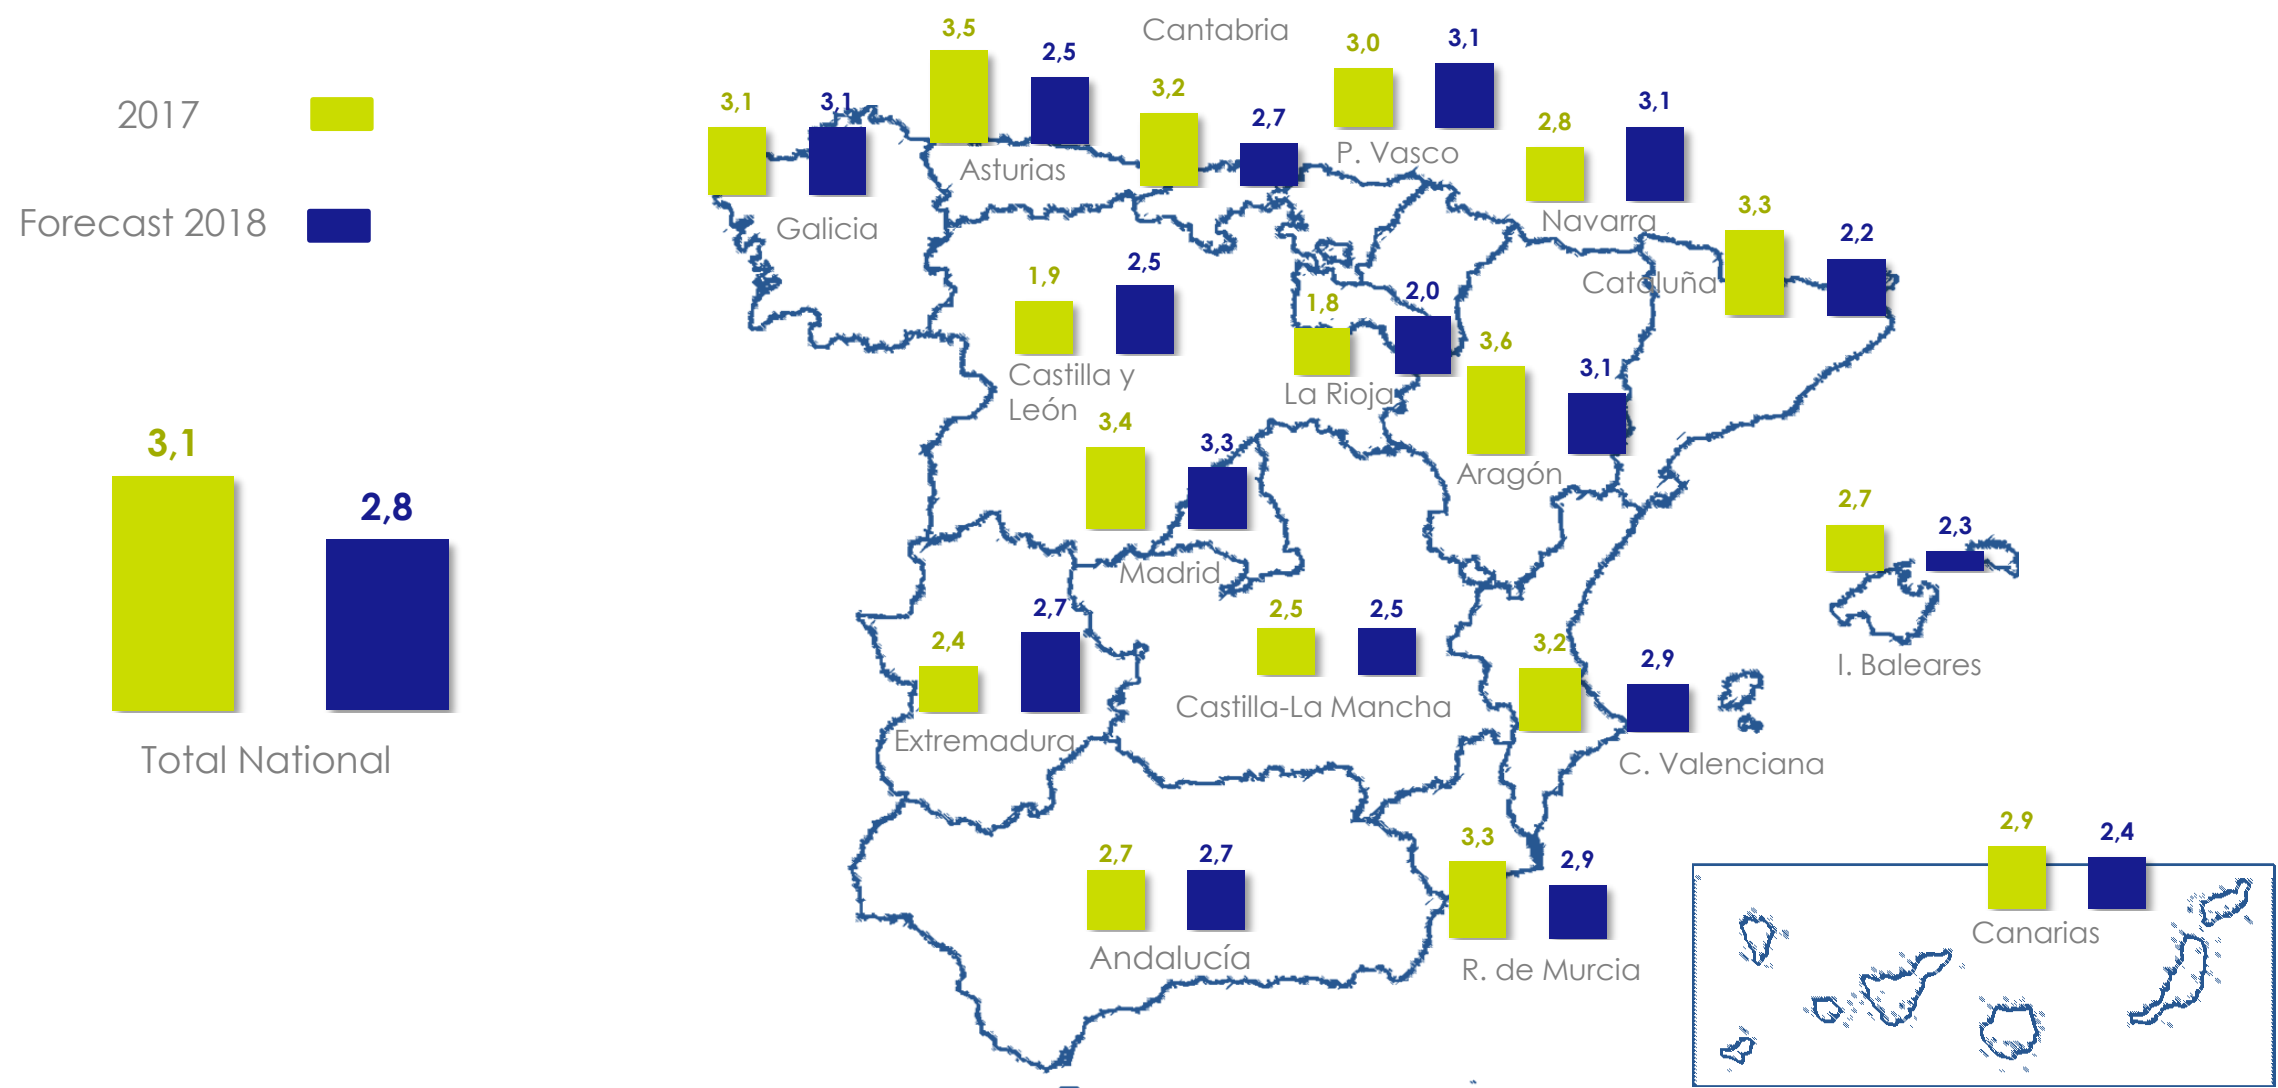 2017
Forecast 2018
3,1
2,8
Total National
3,1
3,1
Galicia
3,5
2,5
Asturias
Cantabria
3,2
2,7
3,0
3,1
P. Vasco
2,8
3,1
Navarra
3,3
2,2
Cataluña
1,9
2,5
Castilla y
León
1,8
2,0
La Rioja
3,6
3,1
Aragón
3,4
3,3
Madrid
2,7
2,3
I. Baleares
2,4
2,7
Extremadura
2,5
2,5
Castilla-La Mancha
3,2
2,9
C. Valenciana
2,7
2,7
Andalucía
3,3
2,9
R. de Murcia
2,9
2,4
Canarias